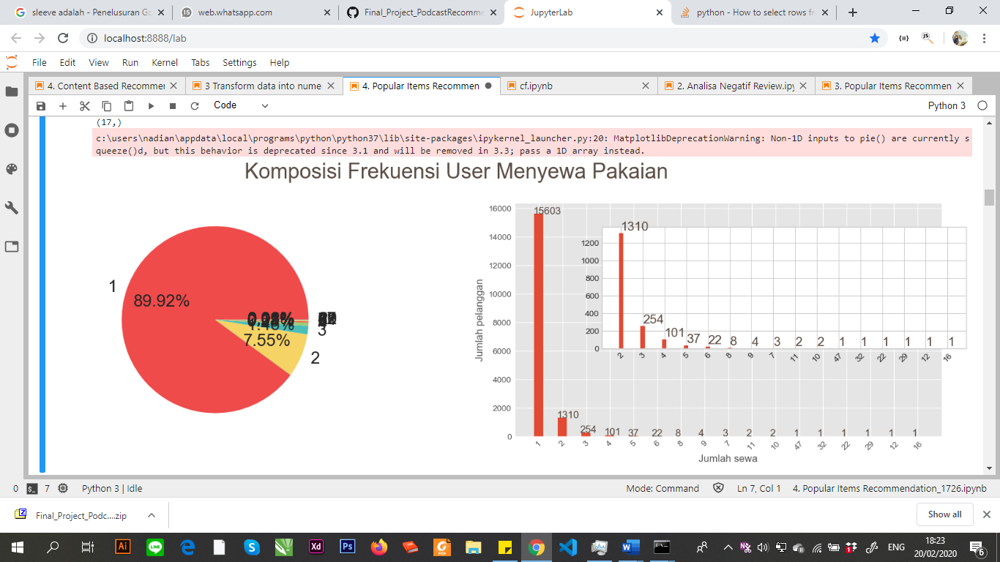 sleeve adalah - Penelusuran Go
web.whatsapp.com
Final_Project_PodcastRecomme
JupyterLab
python - How to select rows fr
localhost:8888/lab
File Edit View Run Kernel Tabs Settings Help
4. Content Based Recommer
3 Transform data into nume
4. Popular Items Recommen
cf.ipynb
2. Analisa Negatif Review.ipy
3. Popular Items Recommen
Code
Python 3
(17,)
c:\users\nadian\appdata\local\programs\python\python37\lib\site-packages\ipykernel_launcher.py:20: MatplotlibDeprecationWarning: Non-1D inputs to pie() are currently s
queeze()d, but this behavior is deprecated since 3.1 and will be removed in 3.3; pass a 1D array instead.
Komposisi Frekuensi User Menyewa Pakaian
1
89.92%
7.55%
3
2
Jumlah pelanggan
16000
14000
12000
10000
8000
6000
4000
2000
0
15603 1310 254 101 37 22 8 4 3 2 2 1 1 1 1 1 1
1 2 3 4 5 6 8 9 7 11 10 47 32 22 29 12 16
Jumlah sewa
1200
1000
800
600
400
200
0
1310 254 101 37 22 8 4 3 2 2 1 1 1 1 1 1
2 3 4 5 6 8 9 7 11 10 47 32 22 29 12 16
0 7 Python 3 | Idle
Mode: Command
Ln 7, Col 1
4. Popular Items Recommendation_1726.ipynb
Final_Project_Podc....zip
Show all
ENG
18:23
20/02/2020
6